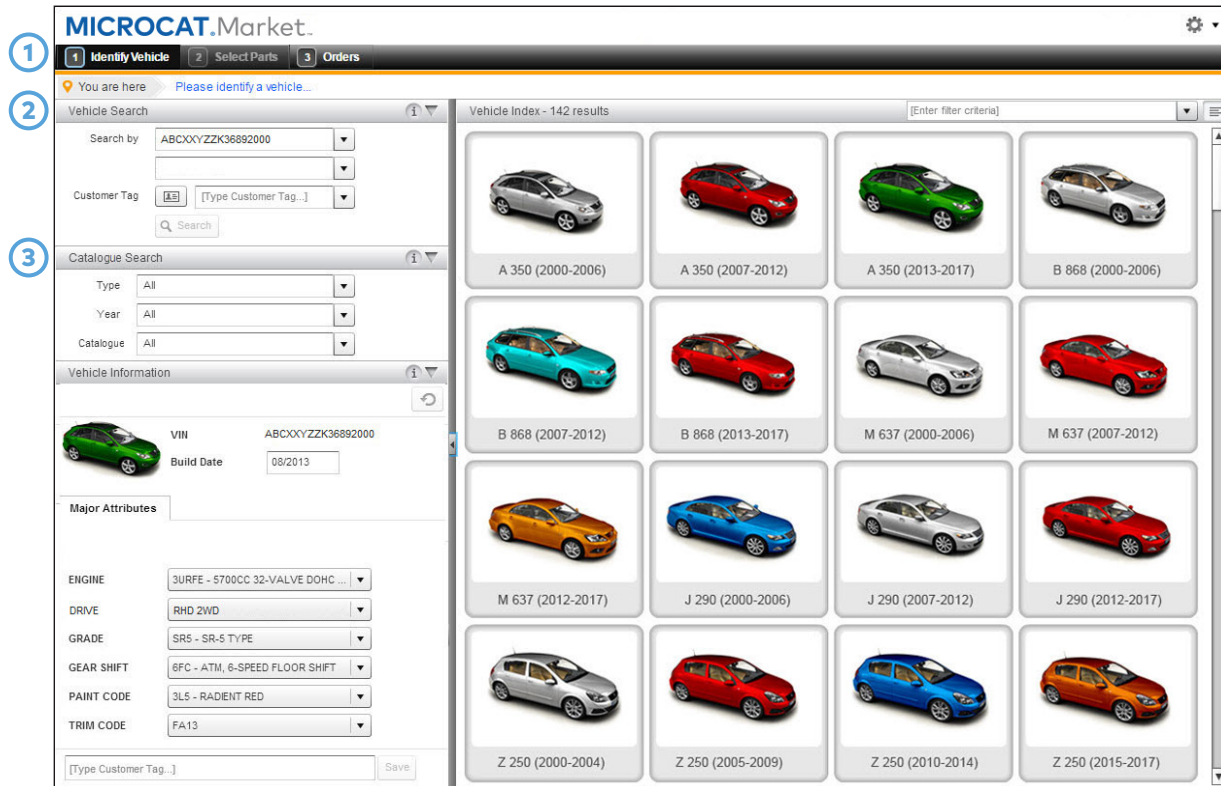 MICROCAT.Market™
1
1 Identify Vehicle 2 Select Parts 3 Orders
You are here Please identify a vehicle...
2
Vehicle Search
Search by ABCXXYZZK36892000
Customer Tag [Type Customer Tag...]
Search
3
Catalogue Search
Type All
Year All
Catalogue All
Vehicle Information
VIN ABCXXYZZK36892000
Build Date 08/2013
Major Attributes
ENGINE 3URFE - 5700CC 32-VALVE DOHC ...
DRIVE RHD 2WD
GRADE SR5 - SR-5 TYPE
GEAR SHIFT 6FC - ATM, 6-SPEED FLOOR SHIFT
PAINT CODE 3L5 - RADIENT RED
TRIM CODE FA13
[Type Customer Tag...] Save
Vehicle Index - 142 results [Enter filter criteria]
A 350 (2000-2006) A 350 (2007-2012) A 350 (2013-2017) B 868 (2000-2006)
B 868 (2007-2012) B 868 (2013-2017) M 637 (2000-2006) M 637 (2007-2012)
M 637 (2012-2017) J 290 (2000-2006) J 290 (2007-2012) J 290 (2012-2017)
Z 250 (2000-2004) Z 250 (2005-2009) Z 250 (2010-2014) Z 250 (2015-2017)